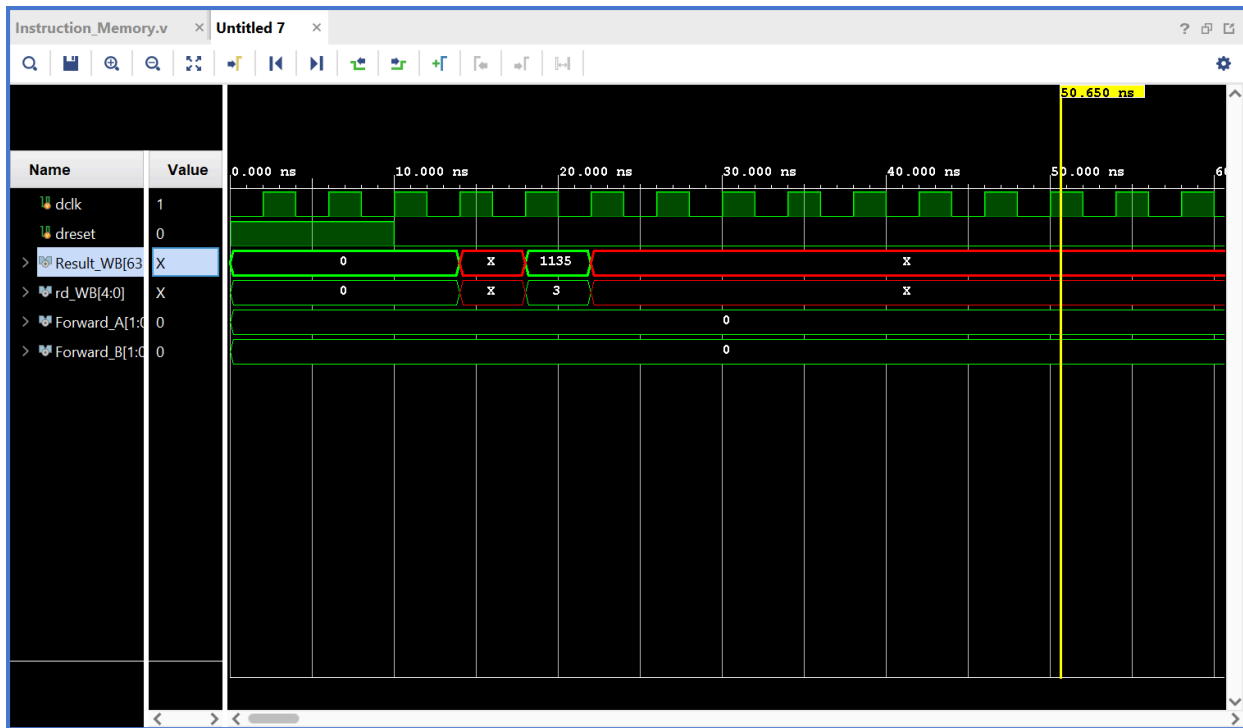 Instruction_Memory.v × Untitled 7 × ?
50.650 ns
Name Value
0.000 ns 10.000 ns 20.000 ns 30.000 ns 40.000 ns 50.000 ns 60
dclk 1
dreset 0
> Result_WB[63 X 0 X 1135 X
> rd_WB[4:0] X 0 X 3 X
> Forward_A[1:0 0 0
> Forward_B[1:0 0 0